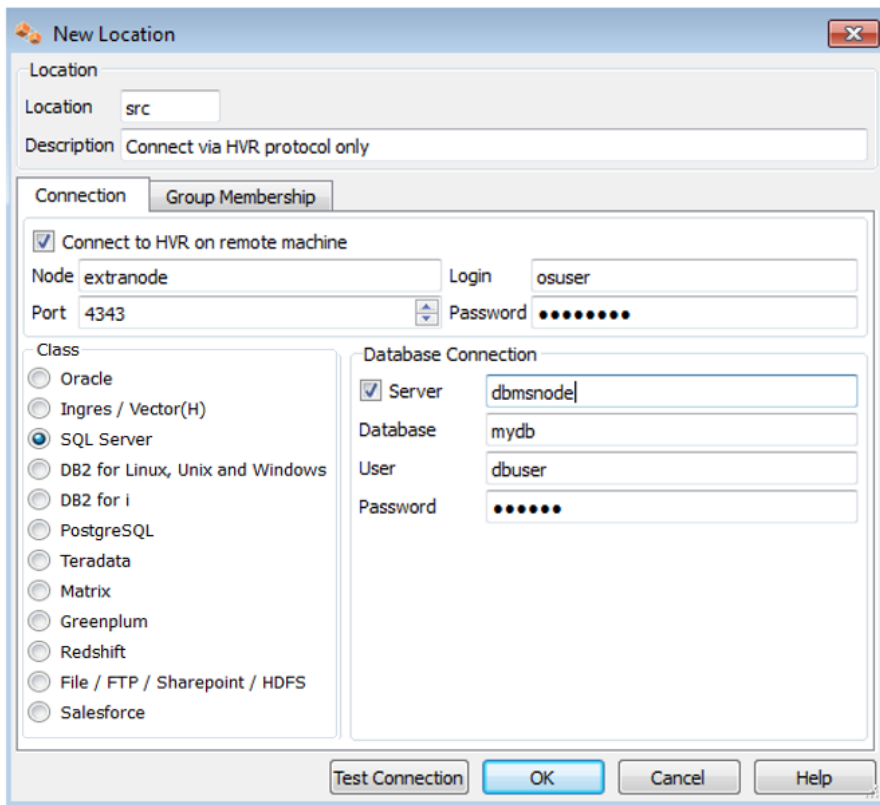 New Location
Location
Location src
Description Connect via HVR protocol only
Connection Group Membership
Connect to HVR on remote machine
Node extranode Login osuser
Port 4343 Password ●●●●●●●●
Class
Oracle
Ingres / Vector(H)
SQL Server
DB2 for Linux, Unix and Windows
DB2 for i
PostgreSQL
Teradata
Matrix
Greenplum
Redshift
File / FTP / Sharepoint / HDFS
Salesforce
Database Connection
Server dbmsnode
Database mydb
User dbuser
Password ●●●●●●
Test Connection OK Cancel Help